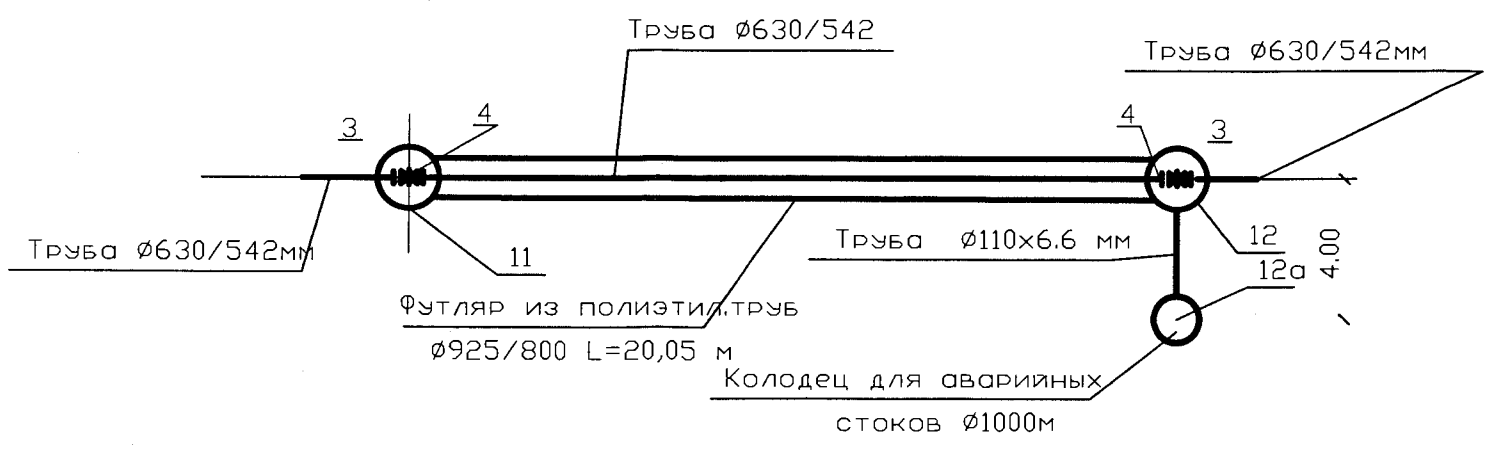 Труба Ø630/542
Труба Ø630/542мм
3
4
4
3
Труба Ø630/542мм
11
Труба Ø110х6.6 мм
12
12а
4.00
Футляр из полиэтил.труб
Ø925/800 L=20,05 м
Колодец для аварийных
стоков Ø1000м